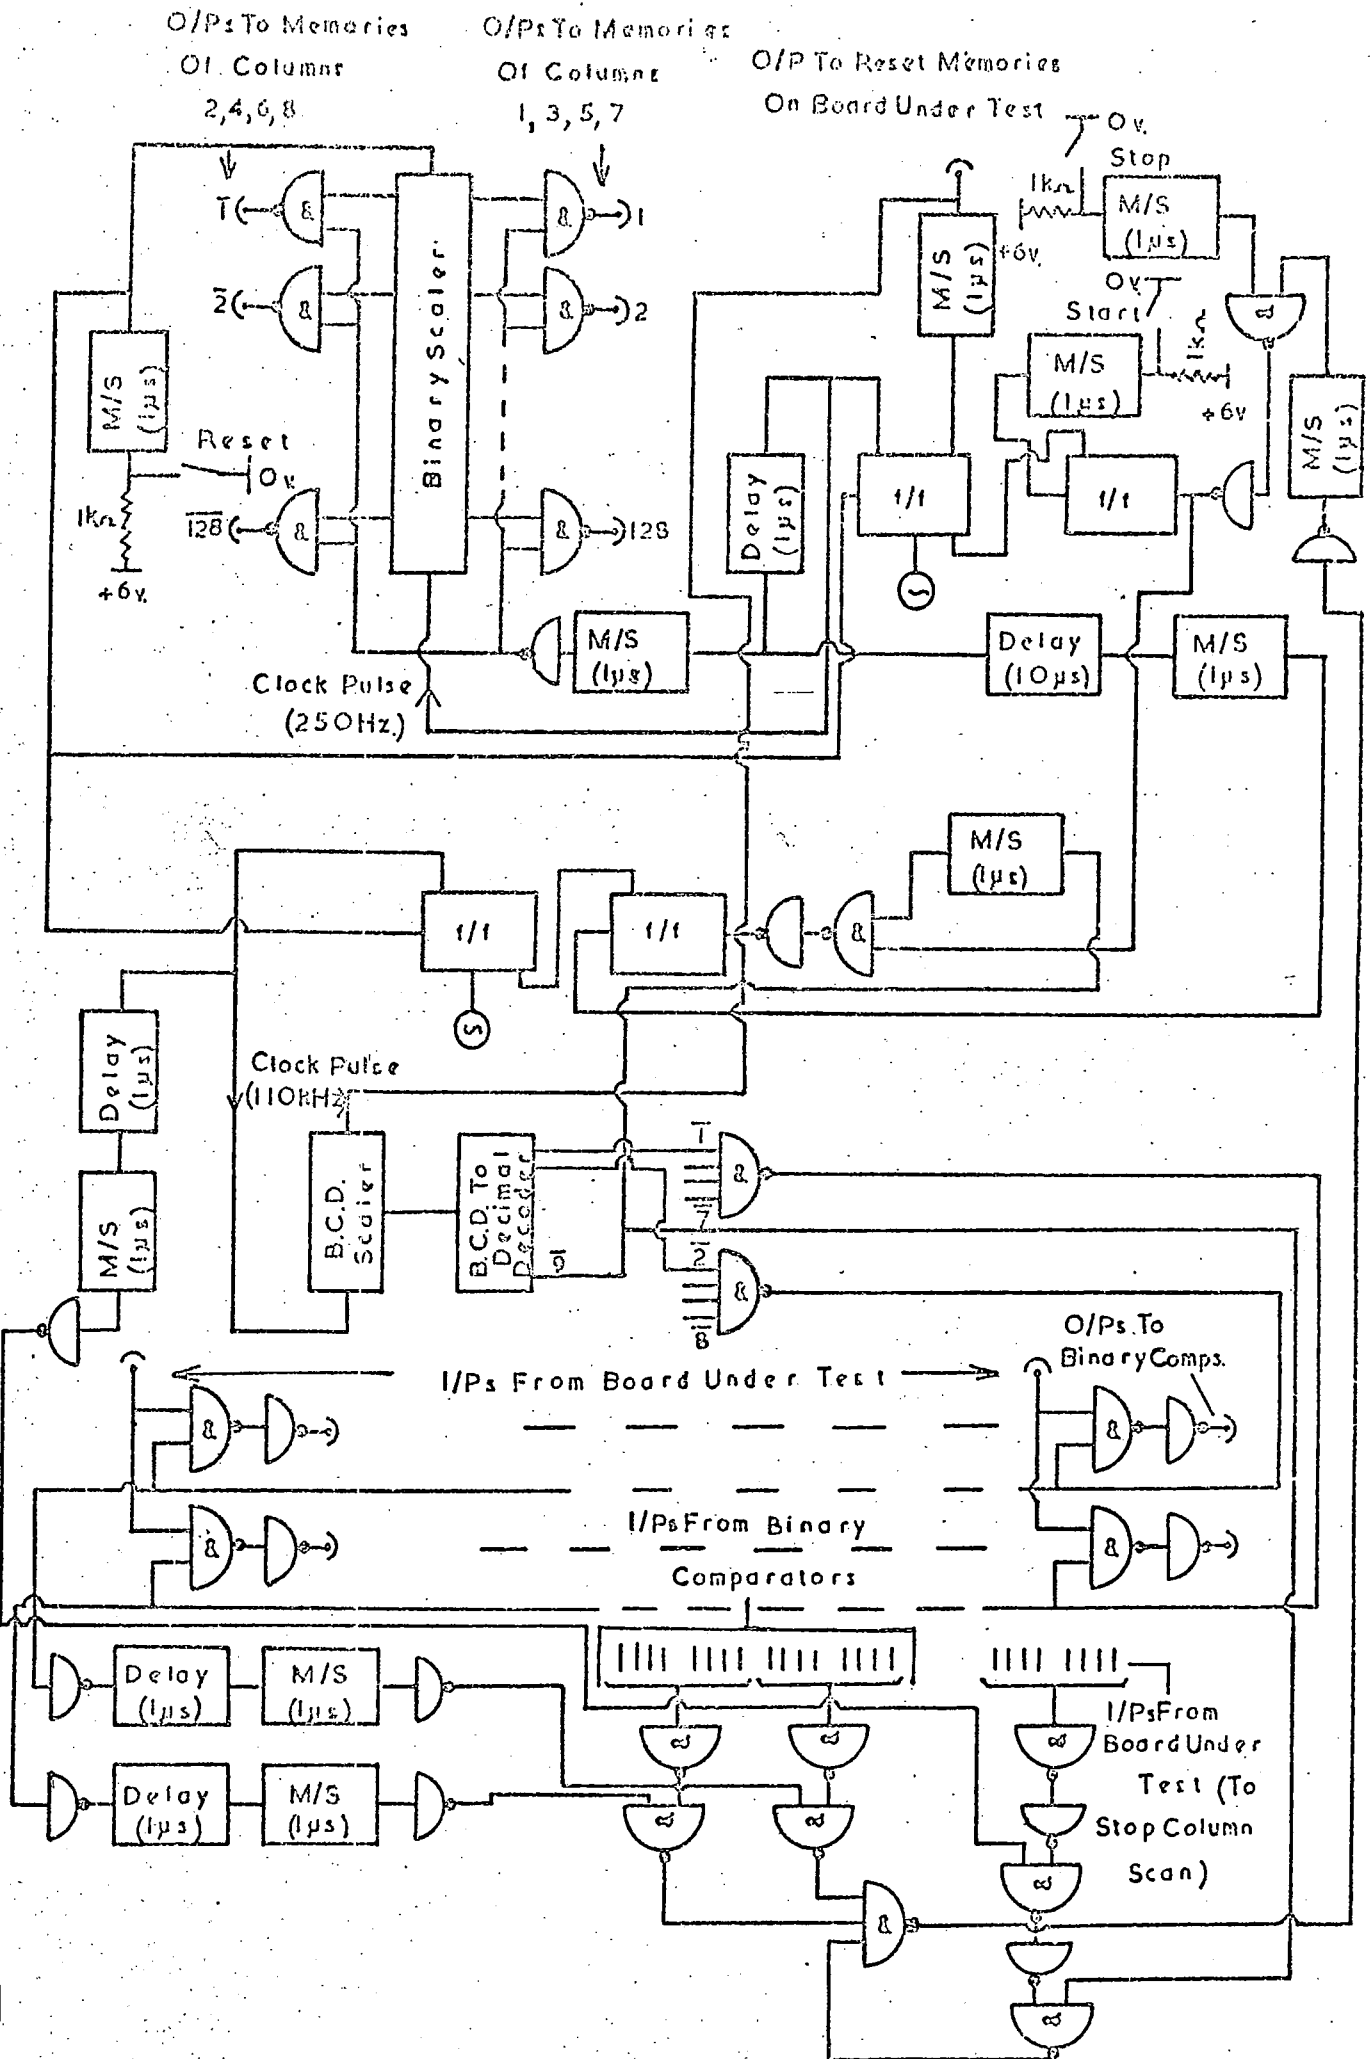 O/Ps To Memories
Of Columns
2,4,6,8
O/Ps To Memories
Of Columns
1, 3, 5, 7
O/P To Reset Memories
On Board Under Test
0v.
Stop
1kΩ
+6v.
M/S
(1µs)
M/S
(1µs)
0v.
Start
1kΩ
+6v
M/S
(1µs)
&
M/S
(1µs)
1̅
&
2̅
&
1̅2̅8̅
&
Binary Scaler
&
1
&
2
&
128
M/S
(1µs)
Reset
0v.
1kΩ
+6v.
Delay
(1µs)
f/f
f/f
M/S
(1µs)
Delay
(10µs)
M/S
(1µs)
Clock Pulse
(250Hz.)
M/S
(1µs)
f/f
f/f
&
S
Delay
(1µs)
M/S
(1µs)
Clock Pulse
(110kHz)
B.C.D.
Scaler
B.C.D. To
Decimal
Decoder
9̅
1̅
&
7̅
2̅
&
8̅
O/Ps. To
Binary Comps.
I/Ps From Board Under Test
&
&
I/Ps From Binary
Comparators
&
&
Delay
(1µs)
M/S
(1µs)
Delay
(1µs)
M/S
(1µs)
&
&
&
I/Ps From
Board Under
Test (To
Stop Column
Scan)
&
&
&
&
&